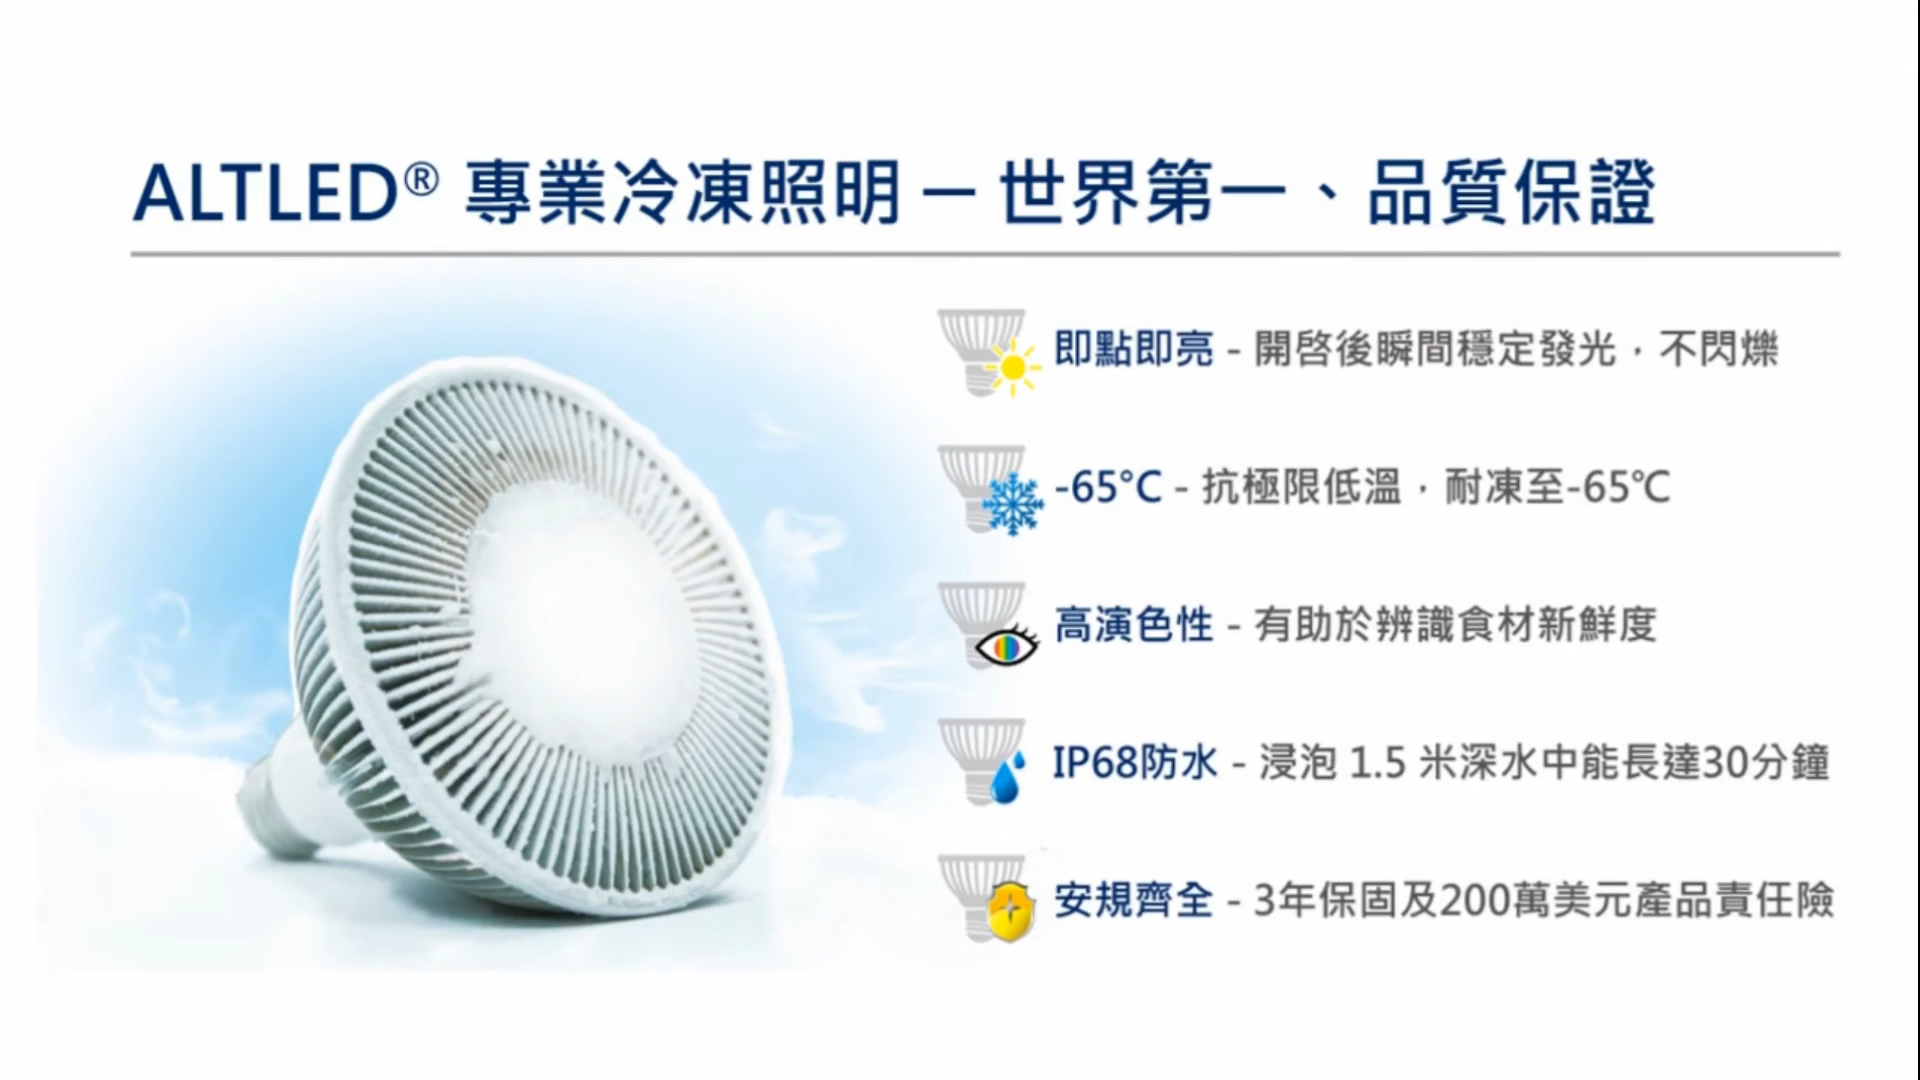 ALTLED® 專業冷凍照明 – 世界第一、品質保證
即點即亮 - 開啓後瞬間穩定發光，不閃爍
-65°C - 抗極限低溫，耐凍至-65℃
高演色性 - 有助於辨識食材新鮮度
IP68防水 - 浸泡 1.5 米深水中能長達30分鐘
安規齊全 - 3年保固及200萬美元產品責任險